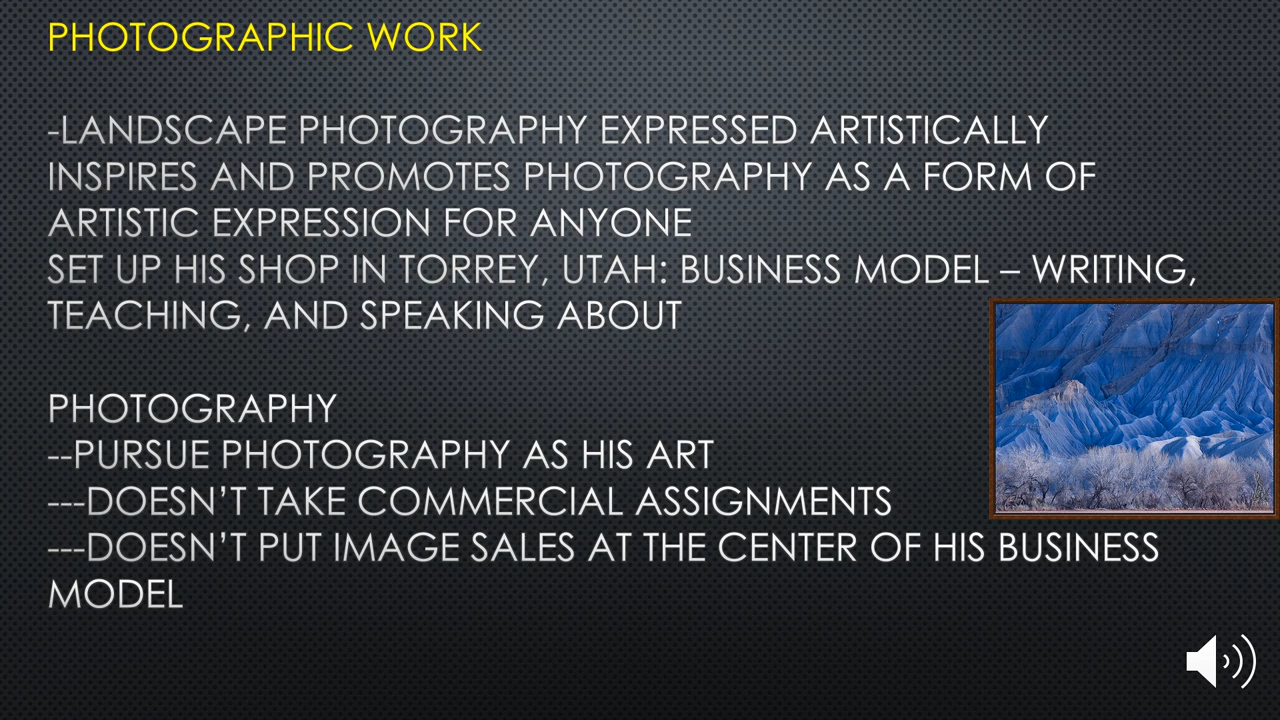 PHOTOGRAPHIC WORK
-LANDSCAPE PHOTOGRAPHY EXPRESSED ARTISTICALLY
INSPIRES AND PROMOTES PHOTOGRAPHY AS A FORM OF
ARTISTIC EXPRESSION FOR ANYONE
SET UP HIS SHOP IN TORREY, UTAH: BUSINESS MODEL – WRITING,
TEACHING, AND SPEAKING ABOUT
PHOTOGRAPHY
--PURSUE PHOTOGRAPHY AS HIS ART
---DOESN’T TAKE COMMERCIAL ASSIGNMENTS
---DOESN’T PUT IMAGE SALES AT THE CENTER OF HIS BUSINESS
MODEL